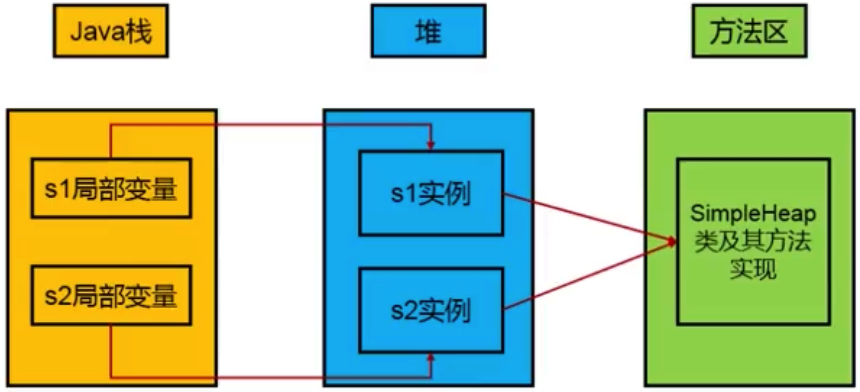 Java栈
堆
方法区
s1局部变量
s2局部变量
s1实例
s2实例
SimpleHeap
类及其方法
实现